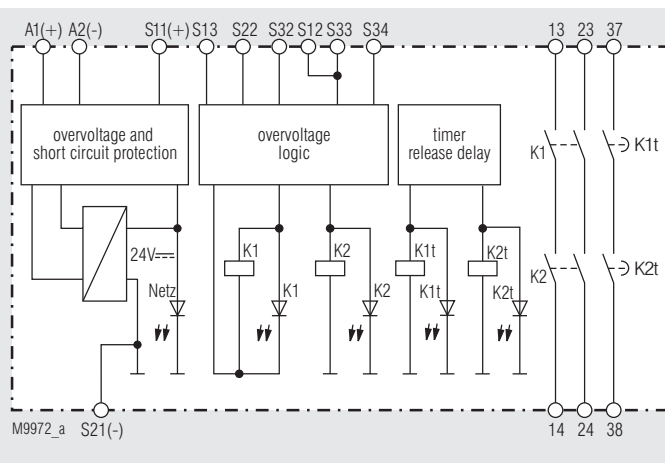 A1(+) A2(-) S11(+) S13 S22 S32 S12 S33 S34 13 23 37
overvoltage and
short circuit protection
overvoltage
logic
timer
release delay
K1
K1t
24V
K1
K2
K1t
K2t
K2
K2t
Netz
K1
K2
K1t
K2t
M9972_a S21(-) 14 24 38